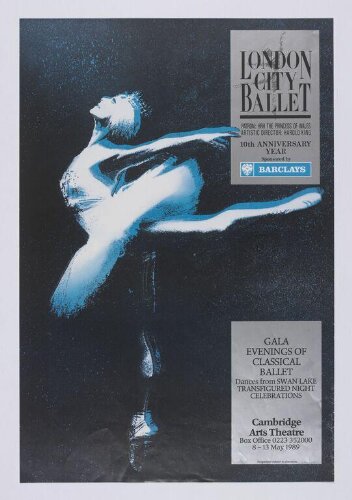 LONDON
CITY
BALLET
PATRON: HRH THE PRINCESS OF WALES
ARTISTIC DIRECTOR: HAROLD KING
10th ANNIVERSARY
YEAR
Sponsored by
BARCLAYS
GALA
EVENINGS OF
CLASSICAL
BALLET
Dances from SWAN LAKE
TRANSFIGURED NIGHT
CELEBRATIONS
Cambridge
Arts Theatre
Box Office 0223 352000
8–13 May 1989